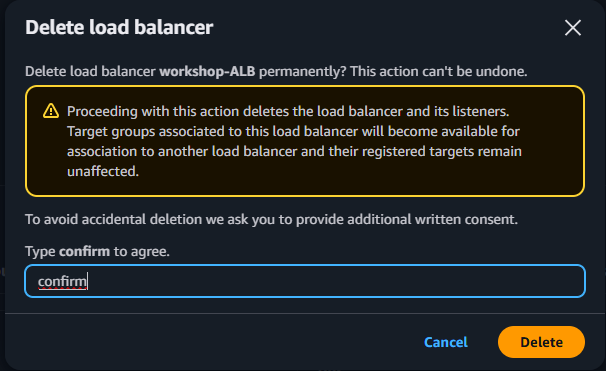 Delete load balancer
Delete load balancer workshop-ALB permanently? This action can't be undone.
Proceeding with this action deletes the load balancer and its listeners.
Target groups associated to this load balancer will become available for
association to another load balancer and their registered targets remain
unaffected.
To avoid accidental deletion we ask you to provide additional written consent.
Type confirm to agree.
confirm
Cancel Delete